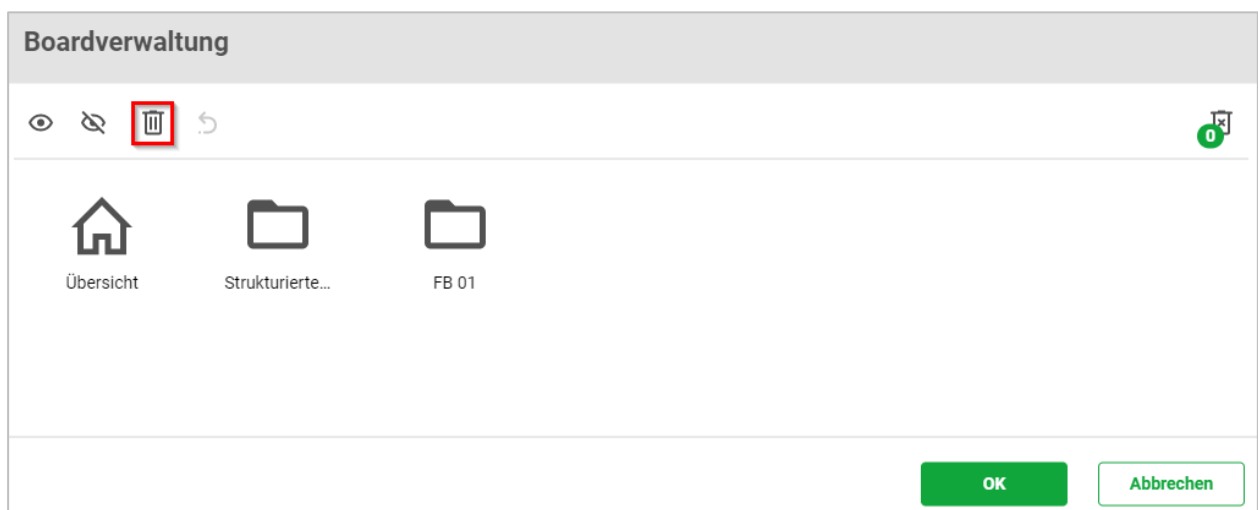 Boardverwaltung
0
Übersicht
Strukturierte...
FB 01
OK
Abbrechen